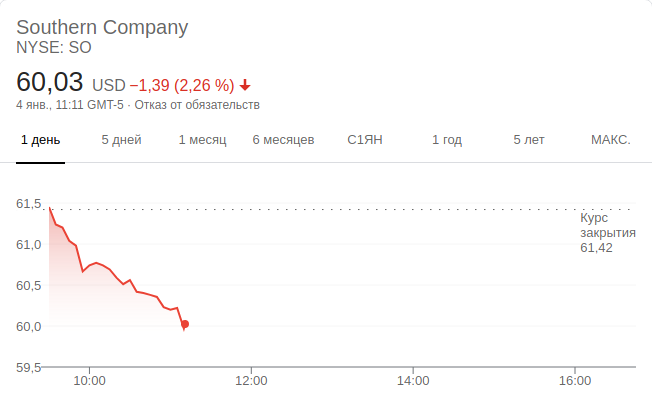 Southern Company
NYSE: SO
60,03 USD −1,39 (2,26 %)
4 янв., 11:11 GMT-5 · Отказ от обязательств
1 день 5 дней 1 месяц 6 месяцев С1ЯН 1 год 5 лет МАКС.
61,5
Курс
закрытия
61,42
61,0
60,5
60,0
59,5
10:00 12:00 14:00 16:00